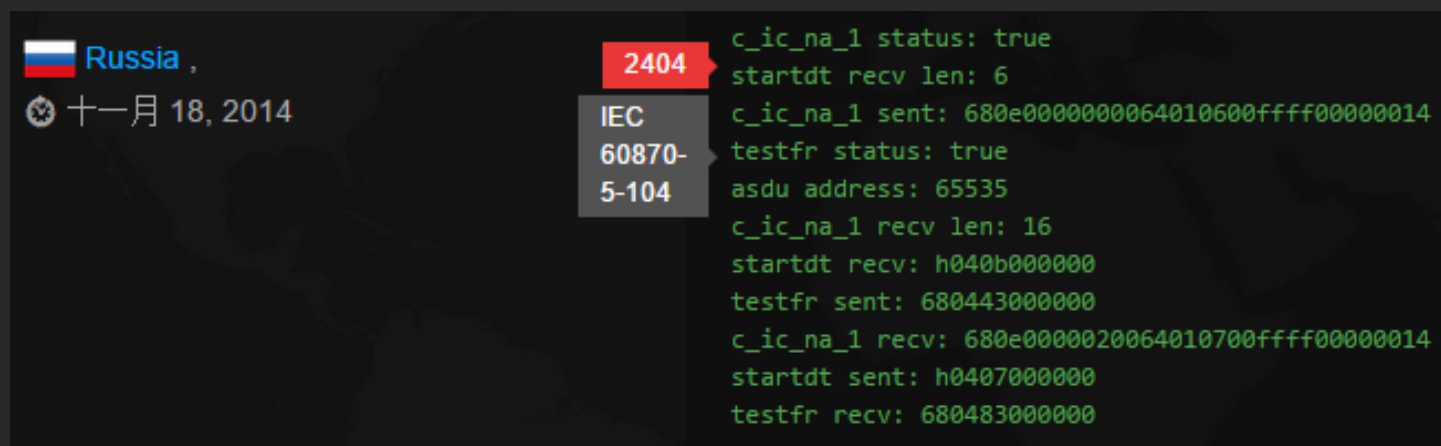 Russia ,
十一月 18, 2014
2404
IEC
60870-
5-104
c_ic_na_1 status: true
startdt recv len: 6
c_ic_na_1 sent: 680e0000000064010600ffff00000014
testfr status: true
asdu address: 65535
c_ic_na_1 recv len: 16
startdt recv: h040b000000
testfr sent: 680443000000
c_ic_na_1 recv: 680e0000020064010700ffff00000014
startdt sent: h0407000000
testfr recv: 680483000000